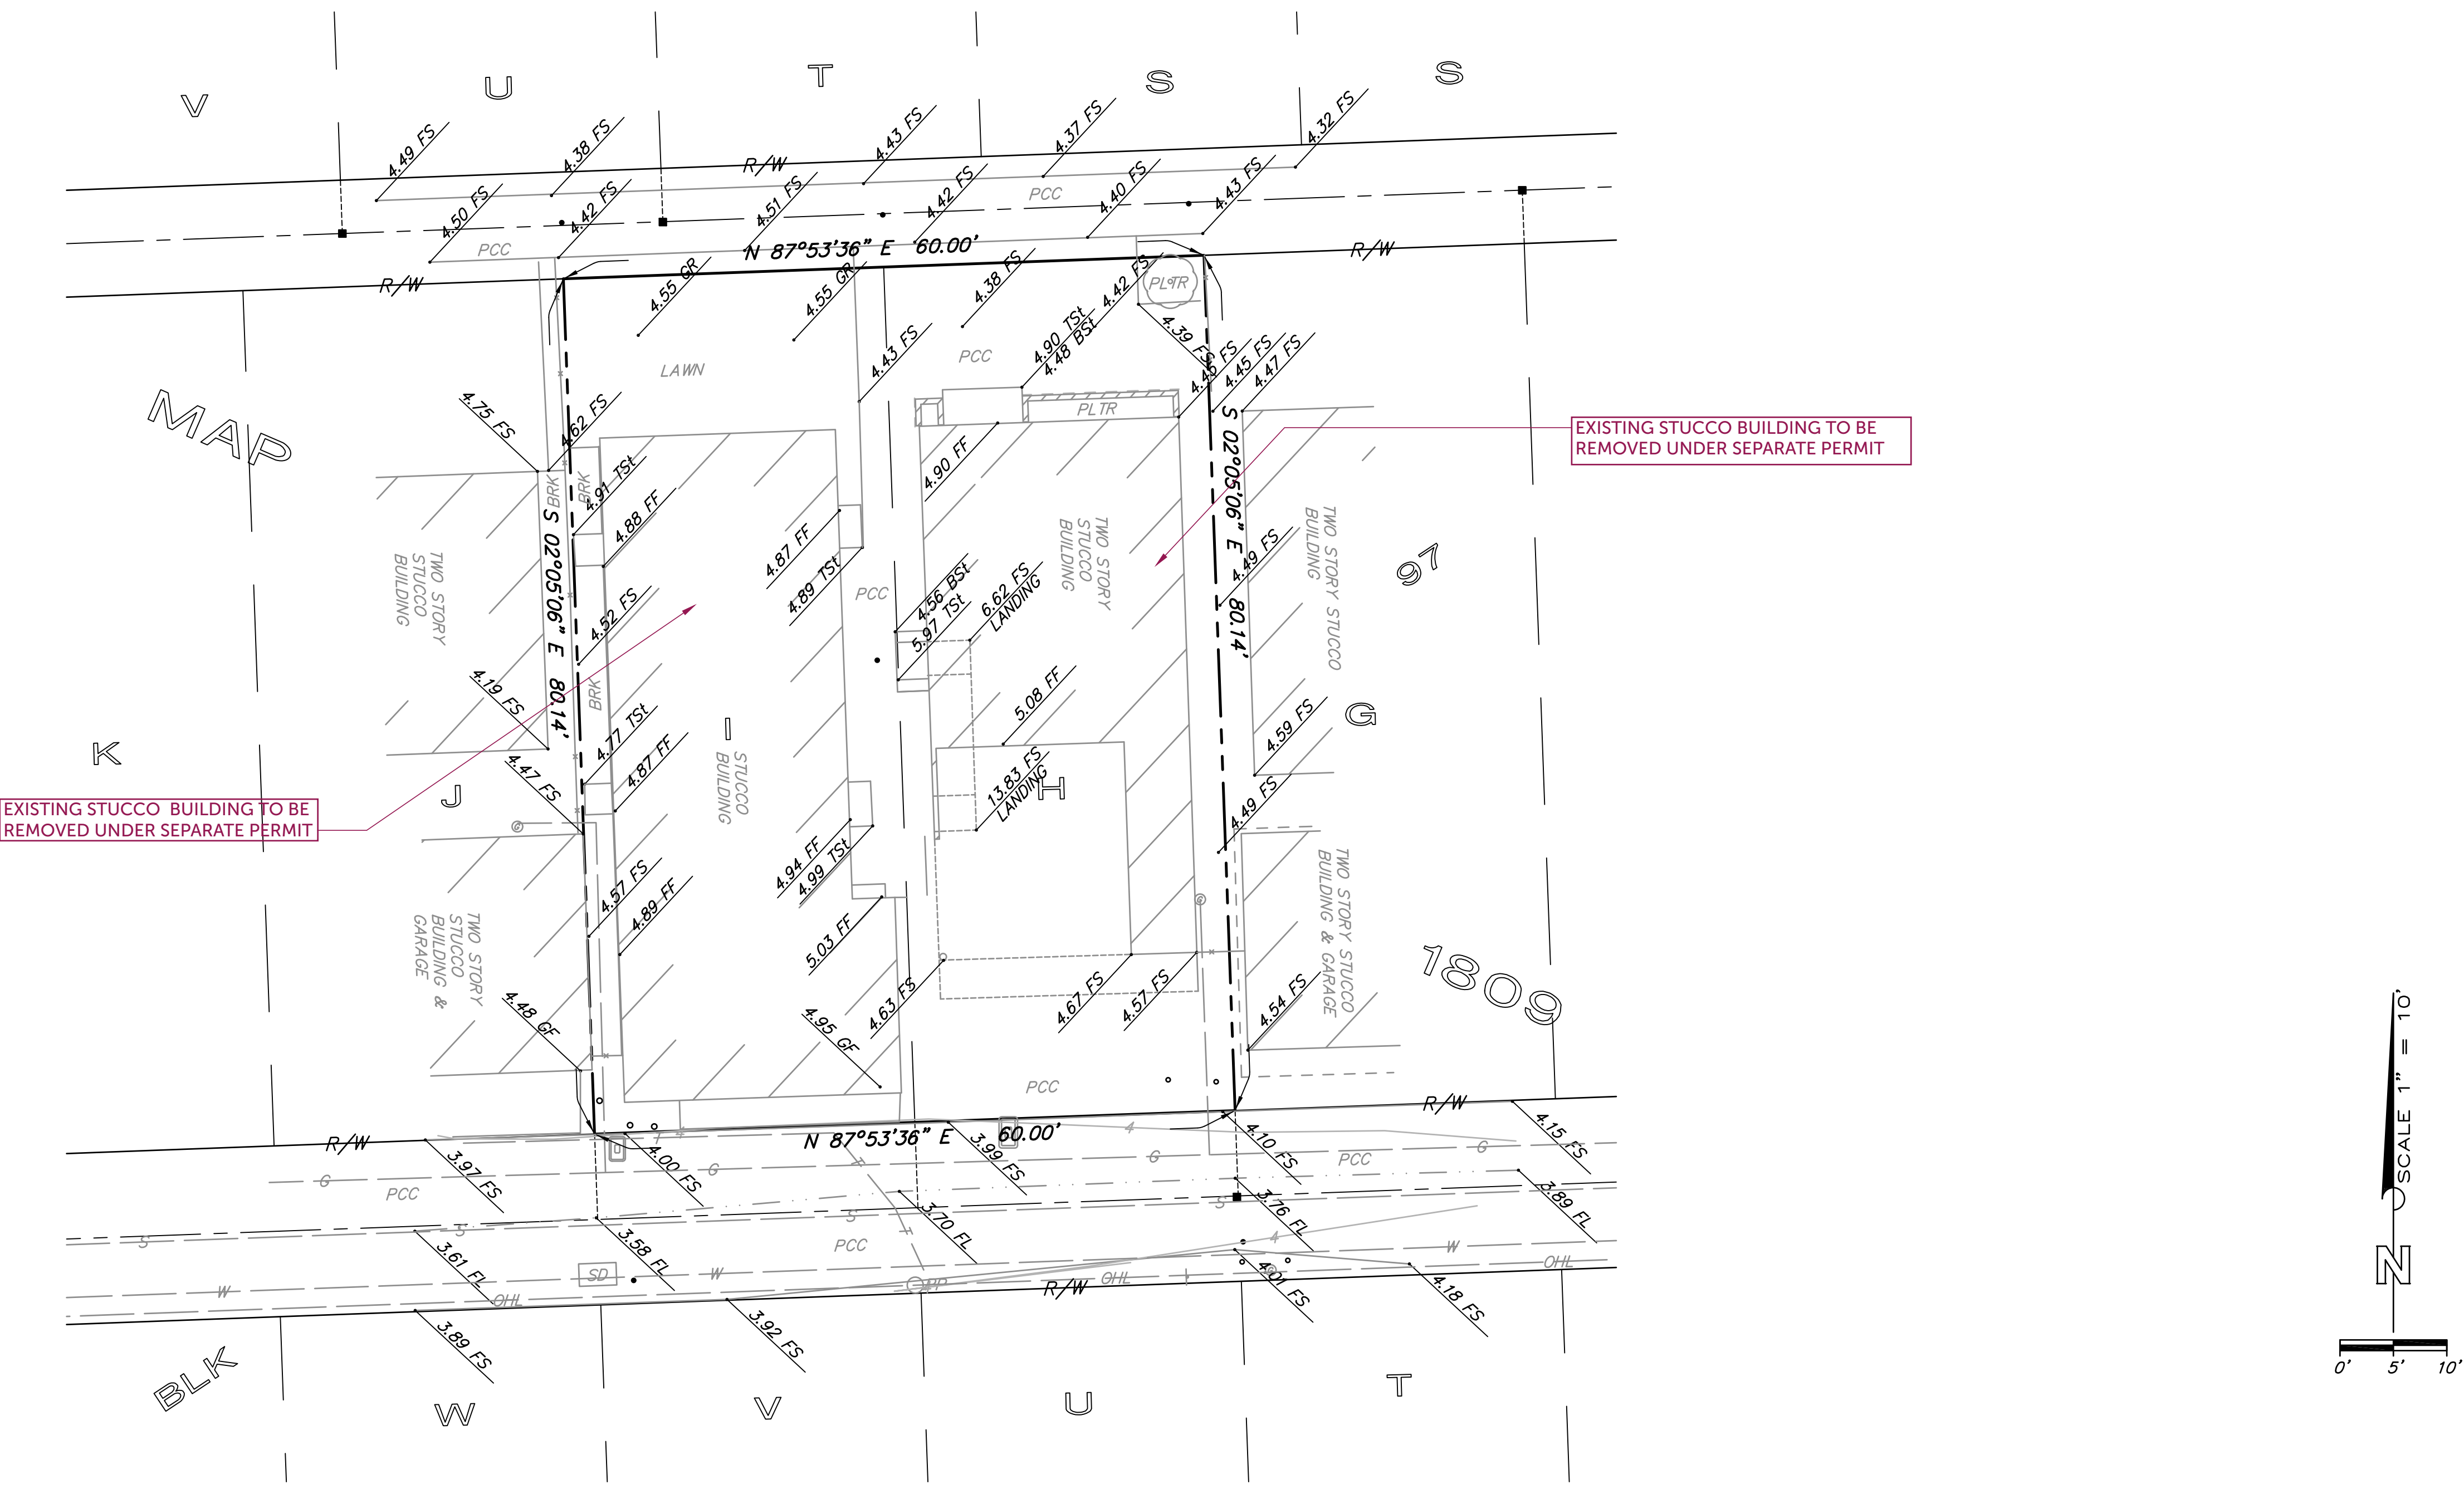 V
U
T
S
S
4.49 FS
4.38 FS
R/W
4.43 FS
4.37 FS
4.32 FS
4.50 FS
4.42 FS
4.51 FS
4.42 FS
PCC
4.40 FS
4.43 FS
PCC
N 87°53'36" E 60.00'
R/W
R/W
4.55 GR
4.55 GR
4.38 FS
4.42 FS
PLTR
4.90 TSt
4.48 BSt
4.39 FS
LAWN
4.43 FS
PCC
4.45 FS
4.47 FS
MAP
4.75 FS
4.62 FS
PLTR
4.90 FF
EXISTING STUCCO BUILDING TO BE
REMOVED UNDER SEPARATE PERMIT
BRK
BRK
4.91 TSt
4.88 FF
S 02°05'06" E 80.14'
S 02°05'06" E 80.14'
4.87 FF
4.89 TSt
TWO STORY
STUCCO
BUILDING
TWO STORY
STUCCO
BUILDING
TWO STORY STUCCO
BUILDING
4.49 FS
97
4.52 FS
PCC
4.56 BSt
5.97 TSt
6.62 FS
LANDING
4.19 FS
BRK
4.77 TSt
4.87 FF
I
STUCCO
BUILDING
5.08 FF
4.59 FS
G
K
J
4.47 FS
13.83 FS
LANDING
H
4.49 FS
EXISTING STUCCO BUILDING TO BE
REMOVED UNDER SEPARATE PERMIT
4.57 FS
4.89 FF
4.94 FF
4.99 TSt
5.03 FF
TWO STORY
STUCCO
BUILDING &
GARAGE
TWO STORY STUCCO
BUILDING & GARAGE
1809
4.48 GF
4.63 FS
4.67 FS
4.57 FS
4.54 FS
4.95 GF
PCC
R/W
R/W
N 87°53'36" E 60.00'
4
4.15 FS
3.97 FS
4.00 FS
3.99 FS
4.10 FS
G
PCC
G
G
PCC
G
S
S
S
S
3.61 FL
3.58 FL
PCC
3.70 FL
3.76 FL
3.89 FL
4
W
SD
W
W
OHL
OHL
OHL
R/W
4.01 FS
4.18 FS
3.89 FS
3.92 FS
BLK
W
V
U
T
SCALE 1" = 10'
N
0' 5' 10'